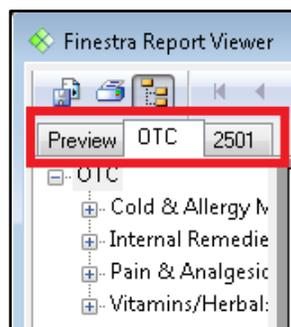 Finestra Report Viewer
Preview OTC 2501
OTC
Cold & Allergy
Internal Remedie
Pain & Analgesic
Vitamins/Herbal: